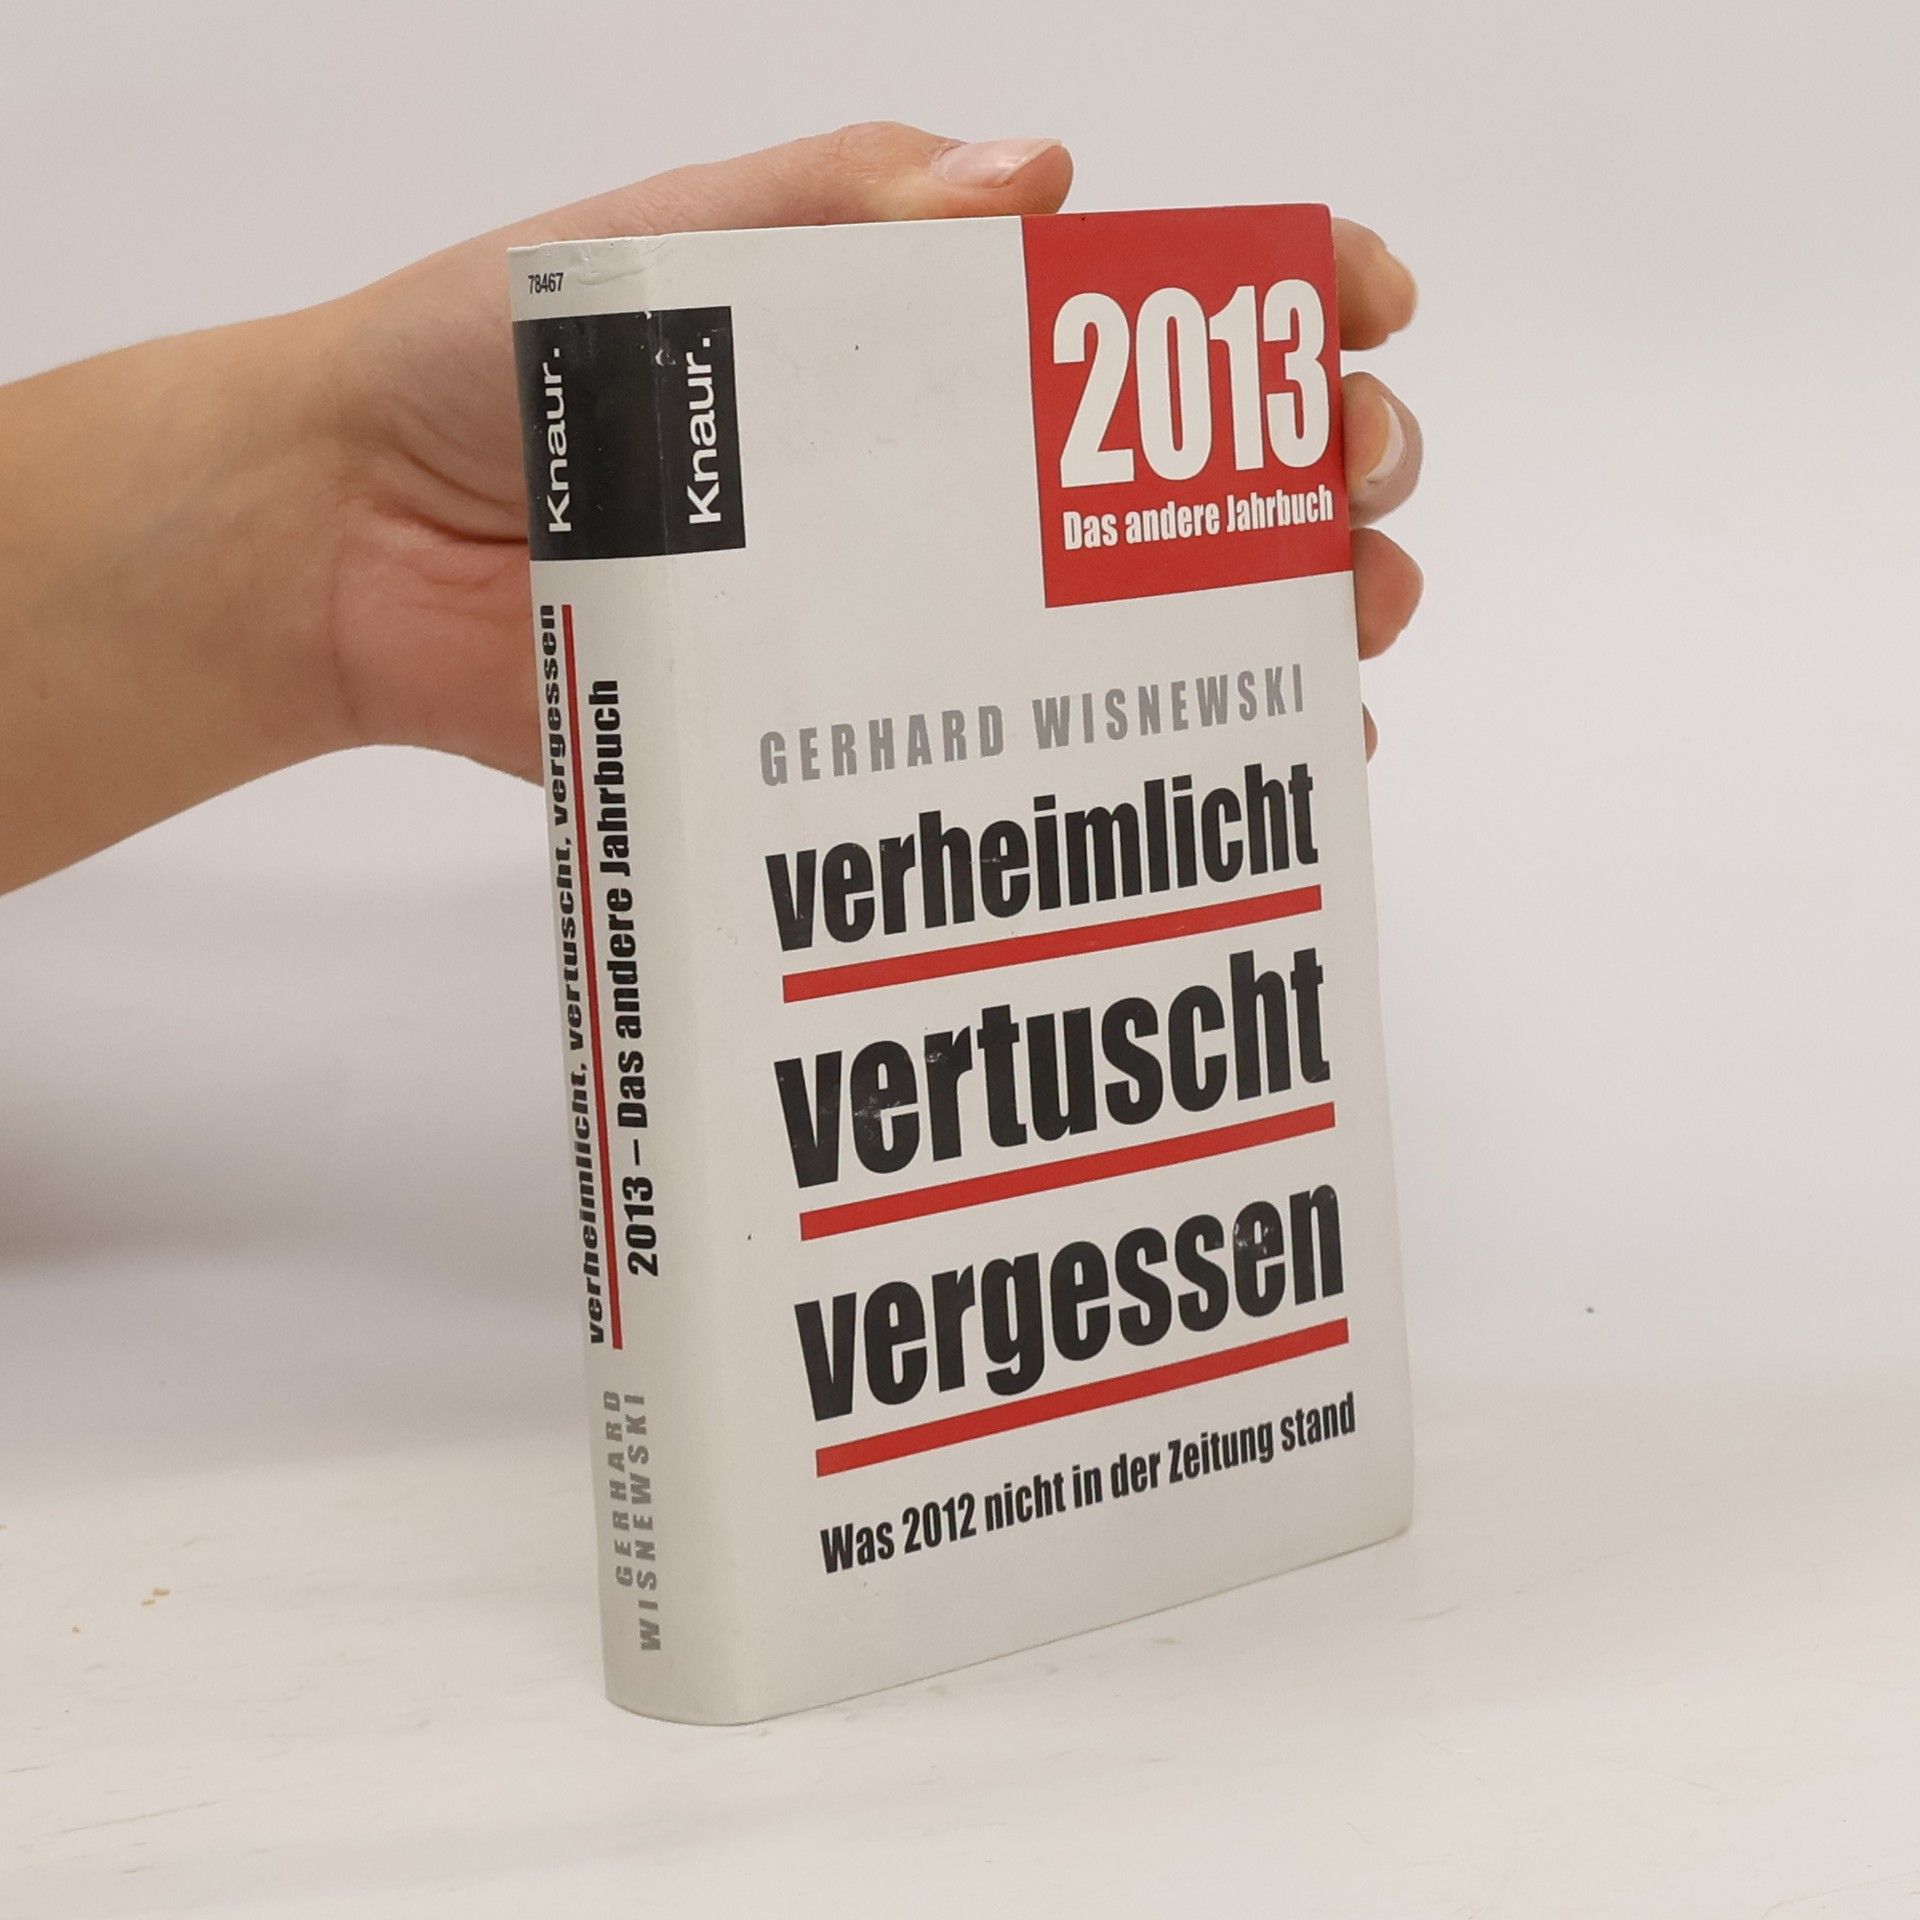 78467
Knaur.
verheimlicht, vertuscht, vergessen
2013 – Das andere Jahrbuch
GERHARD
WISNEWSKI
Knaur.
2013
Das andere Jahrbuch
GERHARD WISNEWSKI
verheimlicht
vertuscht
vergessen
Was 2012 nicht in der Zeitung stand